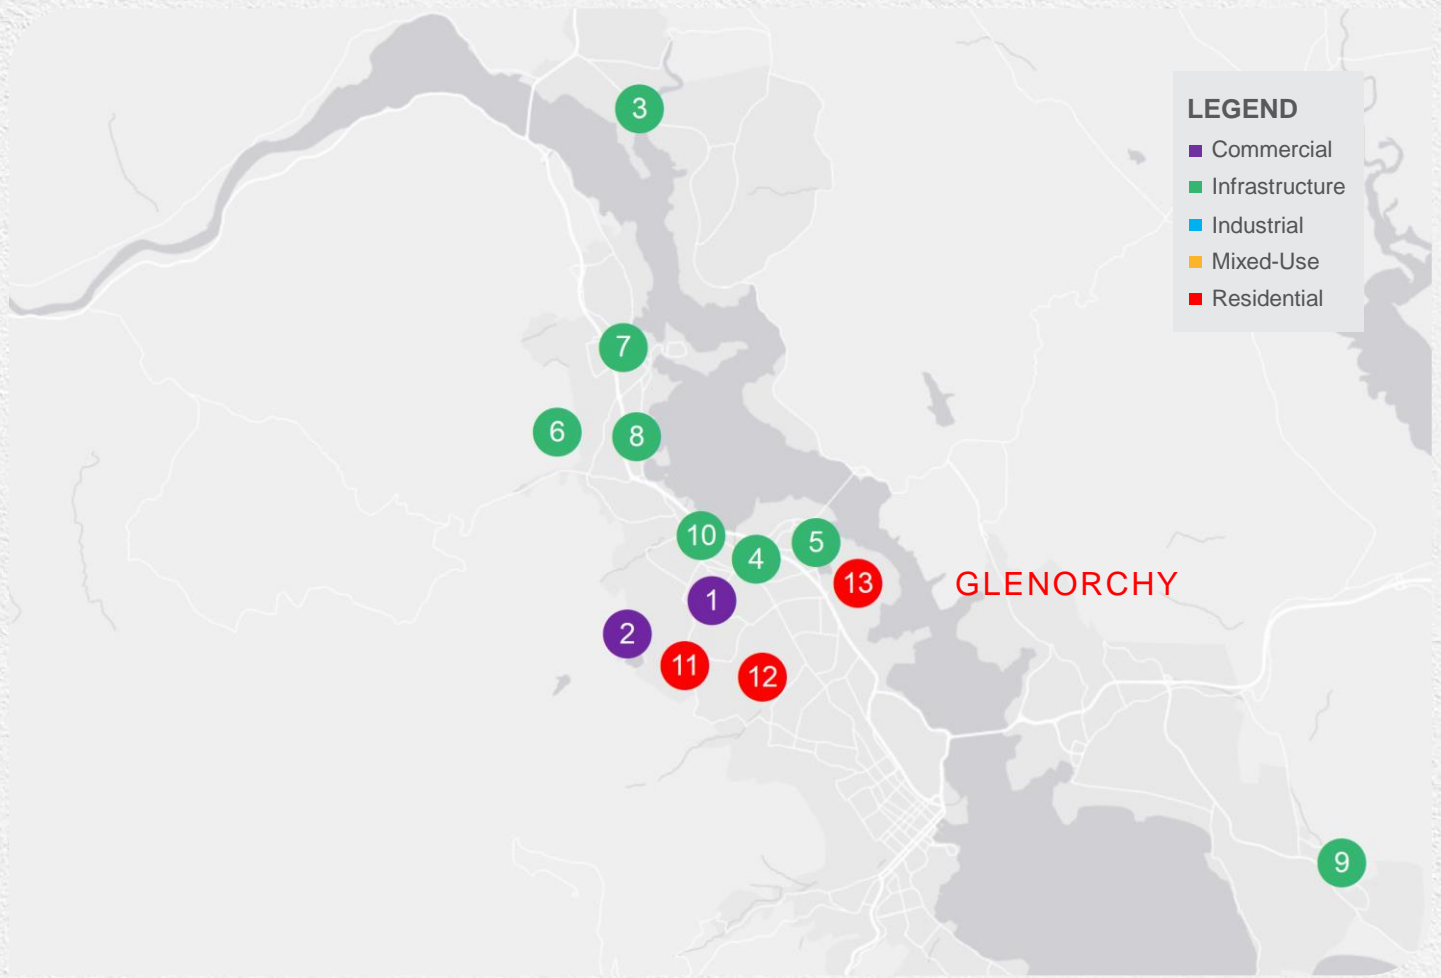 3
LEGEND
Commercial
Infrastructure
Industrial
Mixed-Use
Residential
7
6
8
10
5
4
13
GLENORCHY
1
2
11
12
9